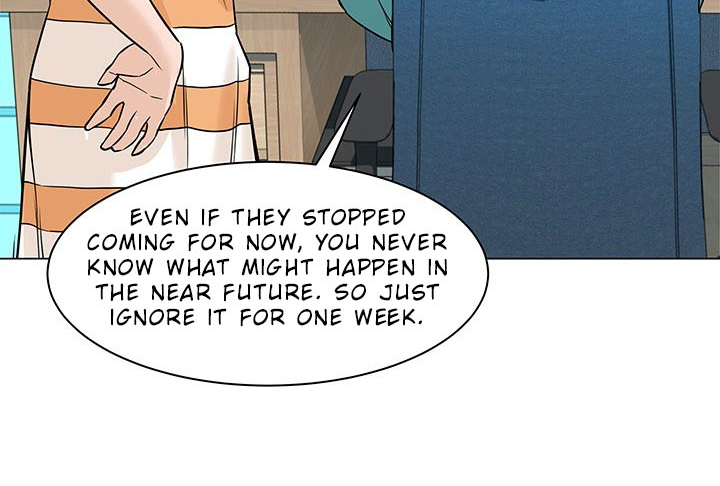 EVEN IF THEY STOPPED
COMING FOR NOW, YOU NEVER
KNOW WHAT MIGHT HAPPEN IN
THE NEAR FUTURE. SO JUST
IGNORE IT FOR ONE WEEK.